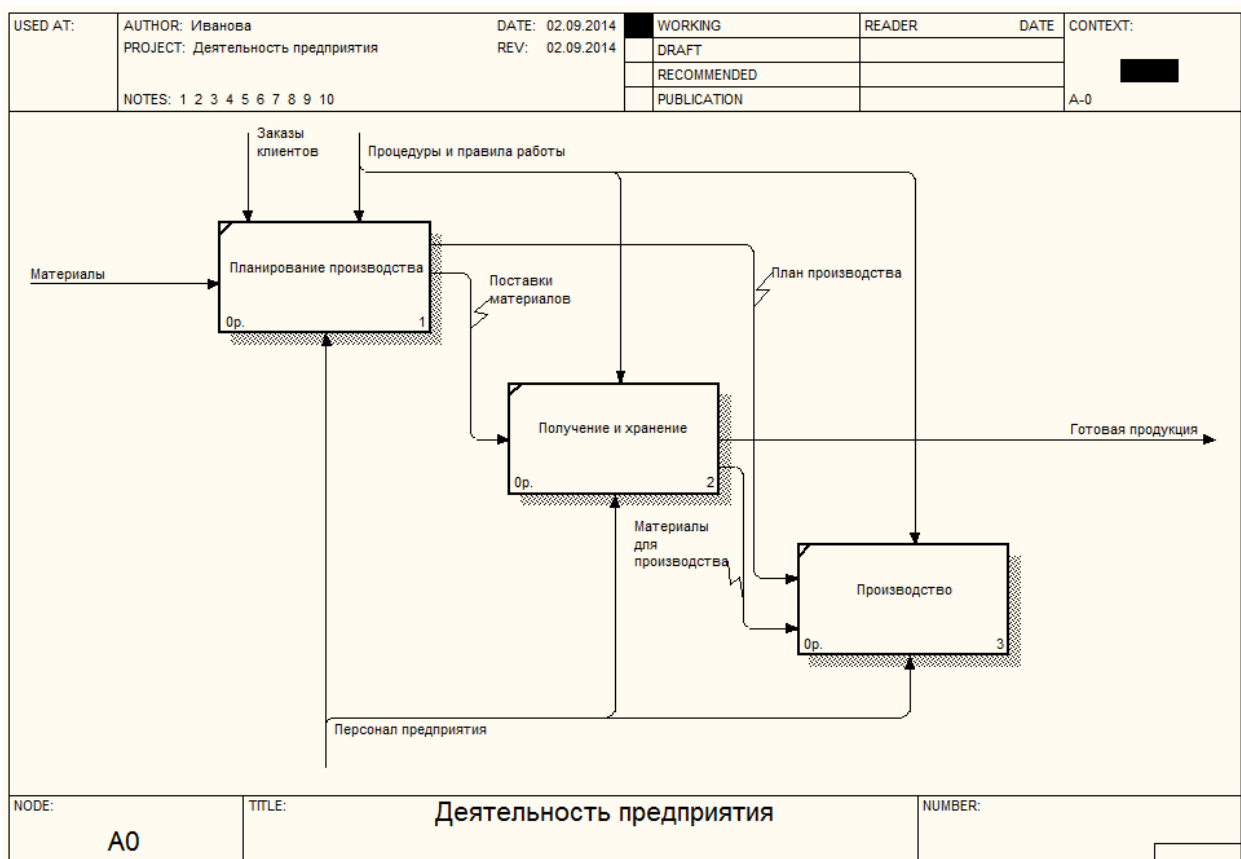 USED AT:
AUTHOR: Иванова
DATE: 02.09.2014
WORKING
READER
DATE
CONTEXT:
PROJECT: Деятельность предприятия
REV: 02.09.2014
DRAFT
RECOMMENDED
NOTES: 1 2 3 4 5 6 7 8 9 10
PUBLICATION
A-0
Заказы
клиентов
Процедуры и правила работы
Материалы
Планирование производства
0р.
1
Поставки
материалов
План производства
Получение и хранение
0р.
2
Готовая продукция
Материалы
для
производства
Производство
0р.
3
Персонал предприятия
NODE:
A0
TITLE:
Деятельность предприятия
NUMBER: